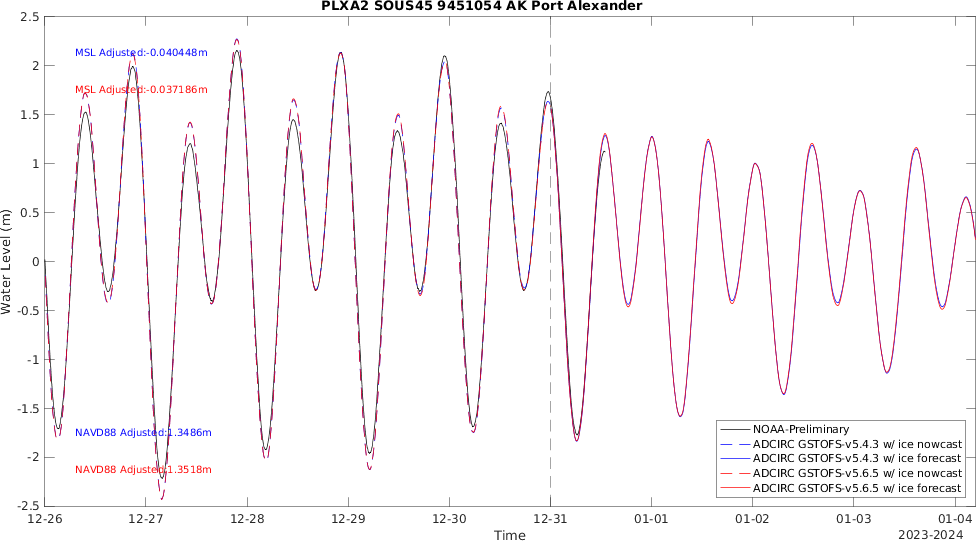 PLXA2 SOUS45 9451054 AK Port Alexander
2.5
2
1.5
1
0.5
0
-0.5
-1
-1.5
-2
-2.5
Water Level (m)
MSL Adjusted:-0.040448m
MSL Adjusted:-0.037186m
NAVD88 Adjusted:1.3486m
NAVD88 Adjusted:1.3518m
NOAA-Preliminary
ADCIRC GSTOFS-v5.4.3 w/ ice nowcast
ADCIRC GSTOFS-v5.4.3 w/ ice forecast
ADCIRC GSTOFS-v5.6.5 w/ ice nowcast
ADCIRC GSTOFS-v5.6.5 w/ ice forecast
12-26 12-27 12-28 12-29 12-30 12-31 01-01 01-02 01-03 01-04
Time
2023-2024